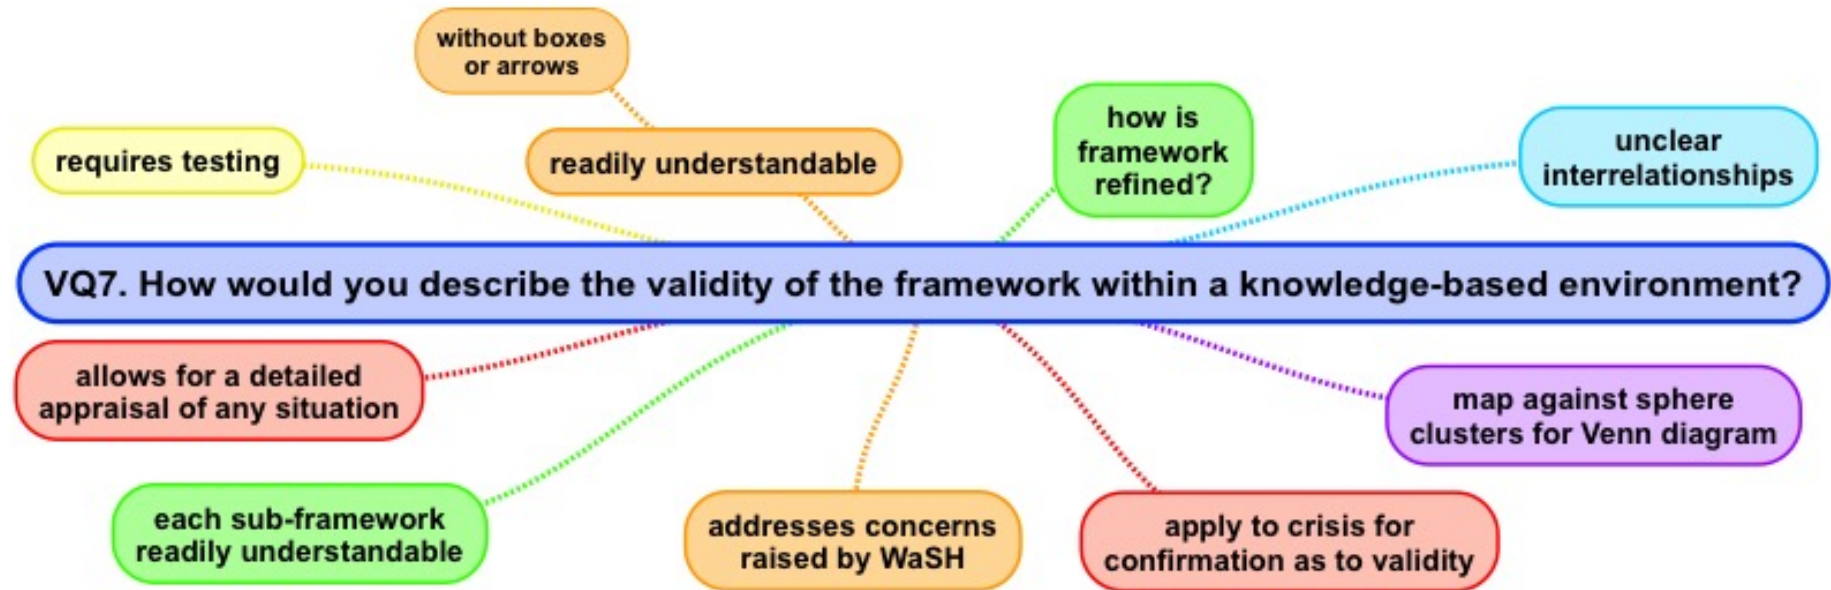 without boxes
or arrows
requires testing
readily understandable
how is
framework
refined?
unclear
interrelationships
VQ7. How would you describe the validity of the framework within a knowledge-based environment?
allows for a detailed
appraisal of any situation
map against sphere
clusters for Venn diagram
each sub-framework
readily understandable
addresses concerns
raised by WaSH
apply to crisis for
confirmation as to validity